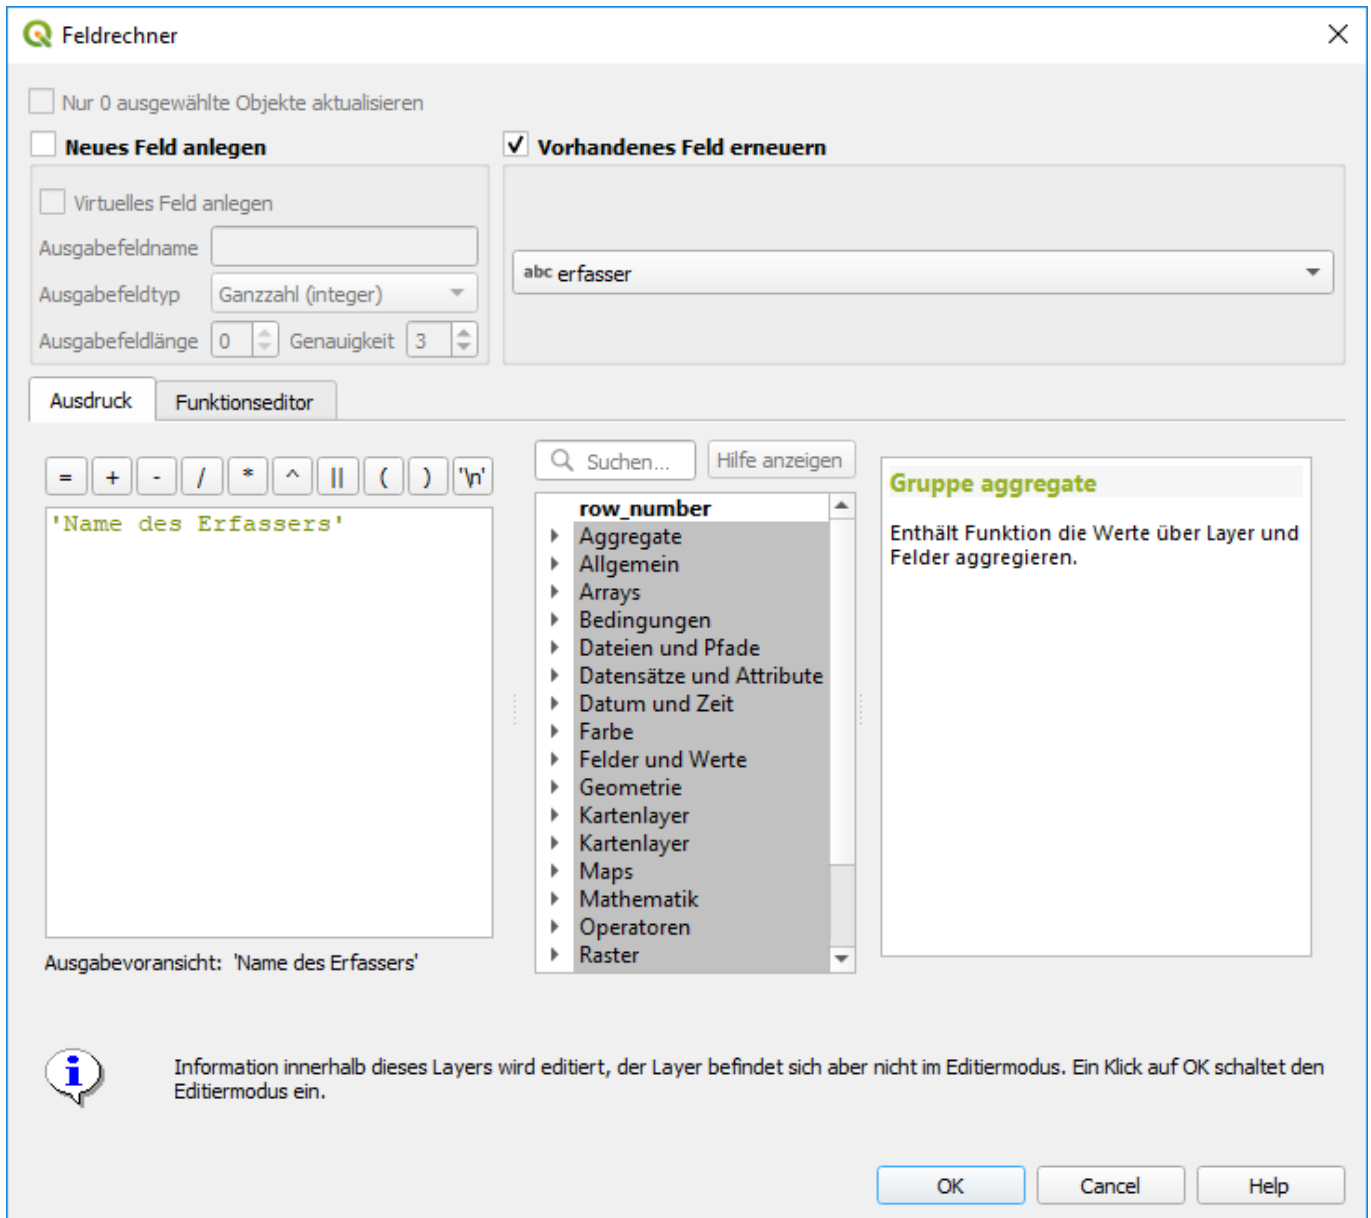 Feldrechner
Nur 0 ausgewählte Objekte aktualisieren
Neues Feld anlegen
Vorhandenes Feld erneuern
Virtuelles Feld anlegen
Ausgabefeldname
Ausgabefeldtyp Ganzzahl (integer)
Ausgabefeldlänge 0 Genauigkeit 3
abc erfasser
Ausdruck Funktionseditor
= + - / * ^ || ( ) '\n'
'Name des Erfassers'
Ausgabevoransicht: 'Name des Erfassers'
Suchen... Hilfe anzeigen
row_number
Aggregate
Allgemein
Arrays
Bedingungen
Dateien und Pfade
Datensätze und Attribute
Datum und Zeit
Farbe
Felder und Werte
Geometrie
Kartenlayer
Kartenlayer
Maps
Mathematik
Operatoren
Raster
Gruppe aggregate
Enthält Funktion die Werte über Layer und
Felder aggregieren.
Information innerhalb dieses Layers wird editiert, der Layer befindet sich aber nicht im Editiermodus. Ein Klick auf OK schaltet den
Editiermodus ein.
OK Cancel Help